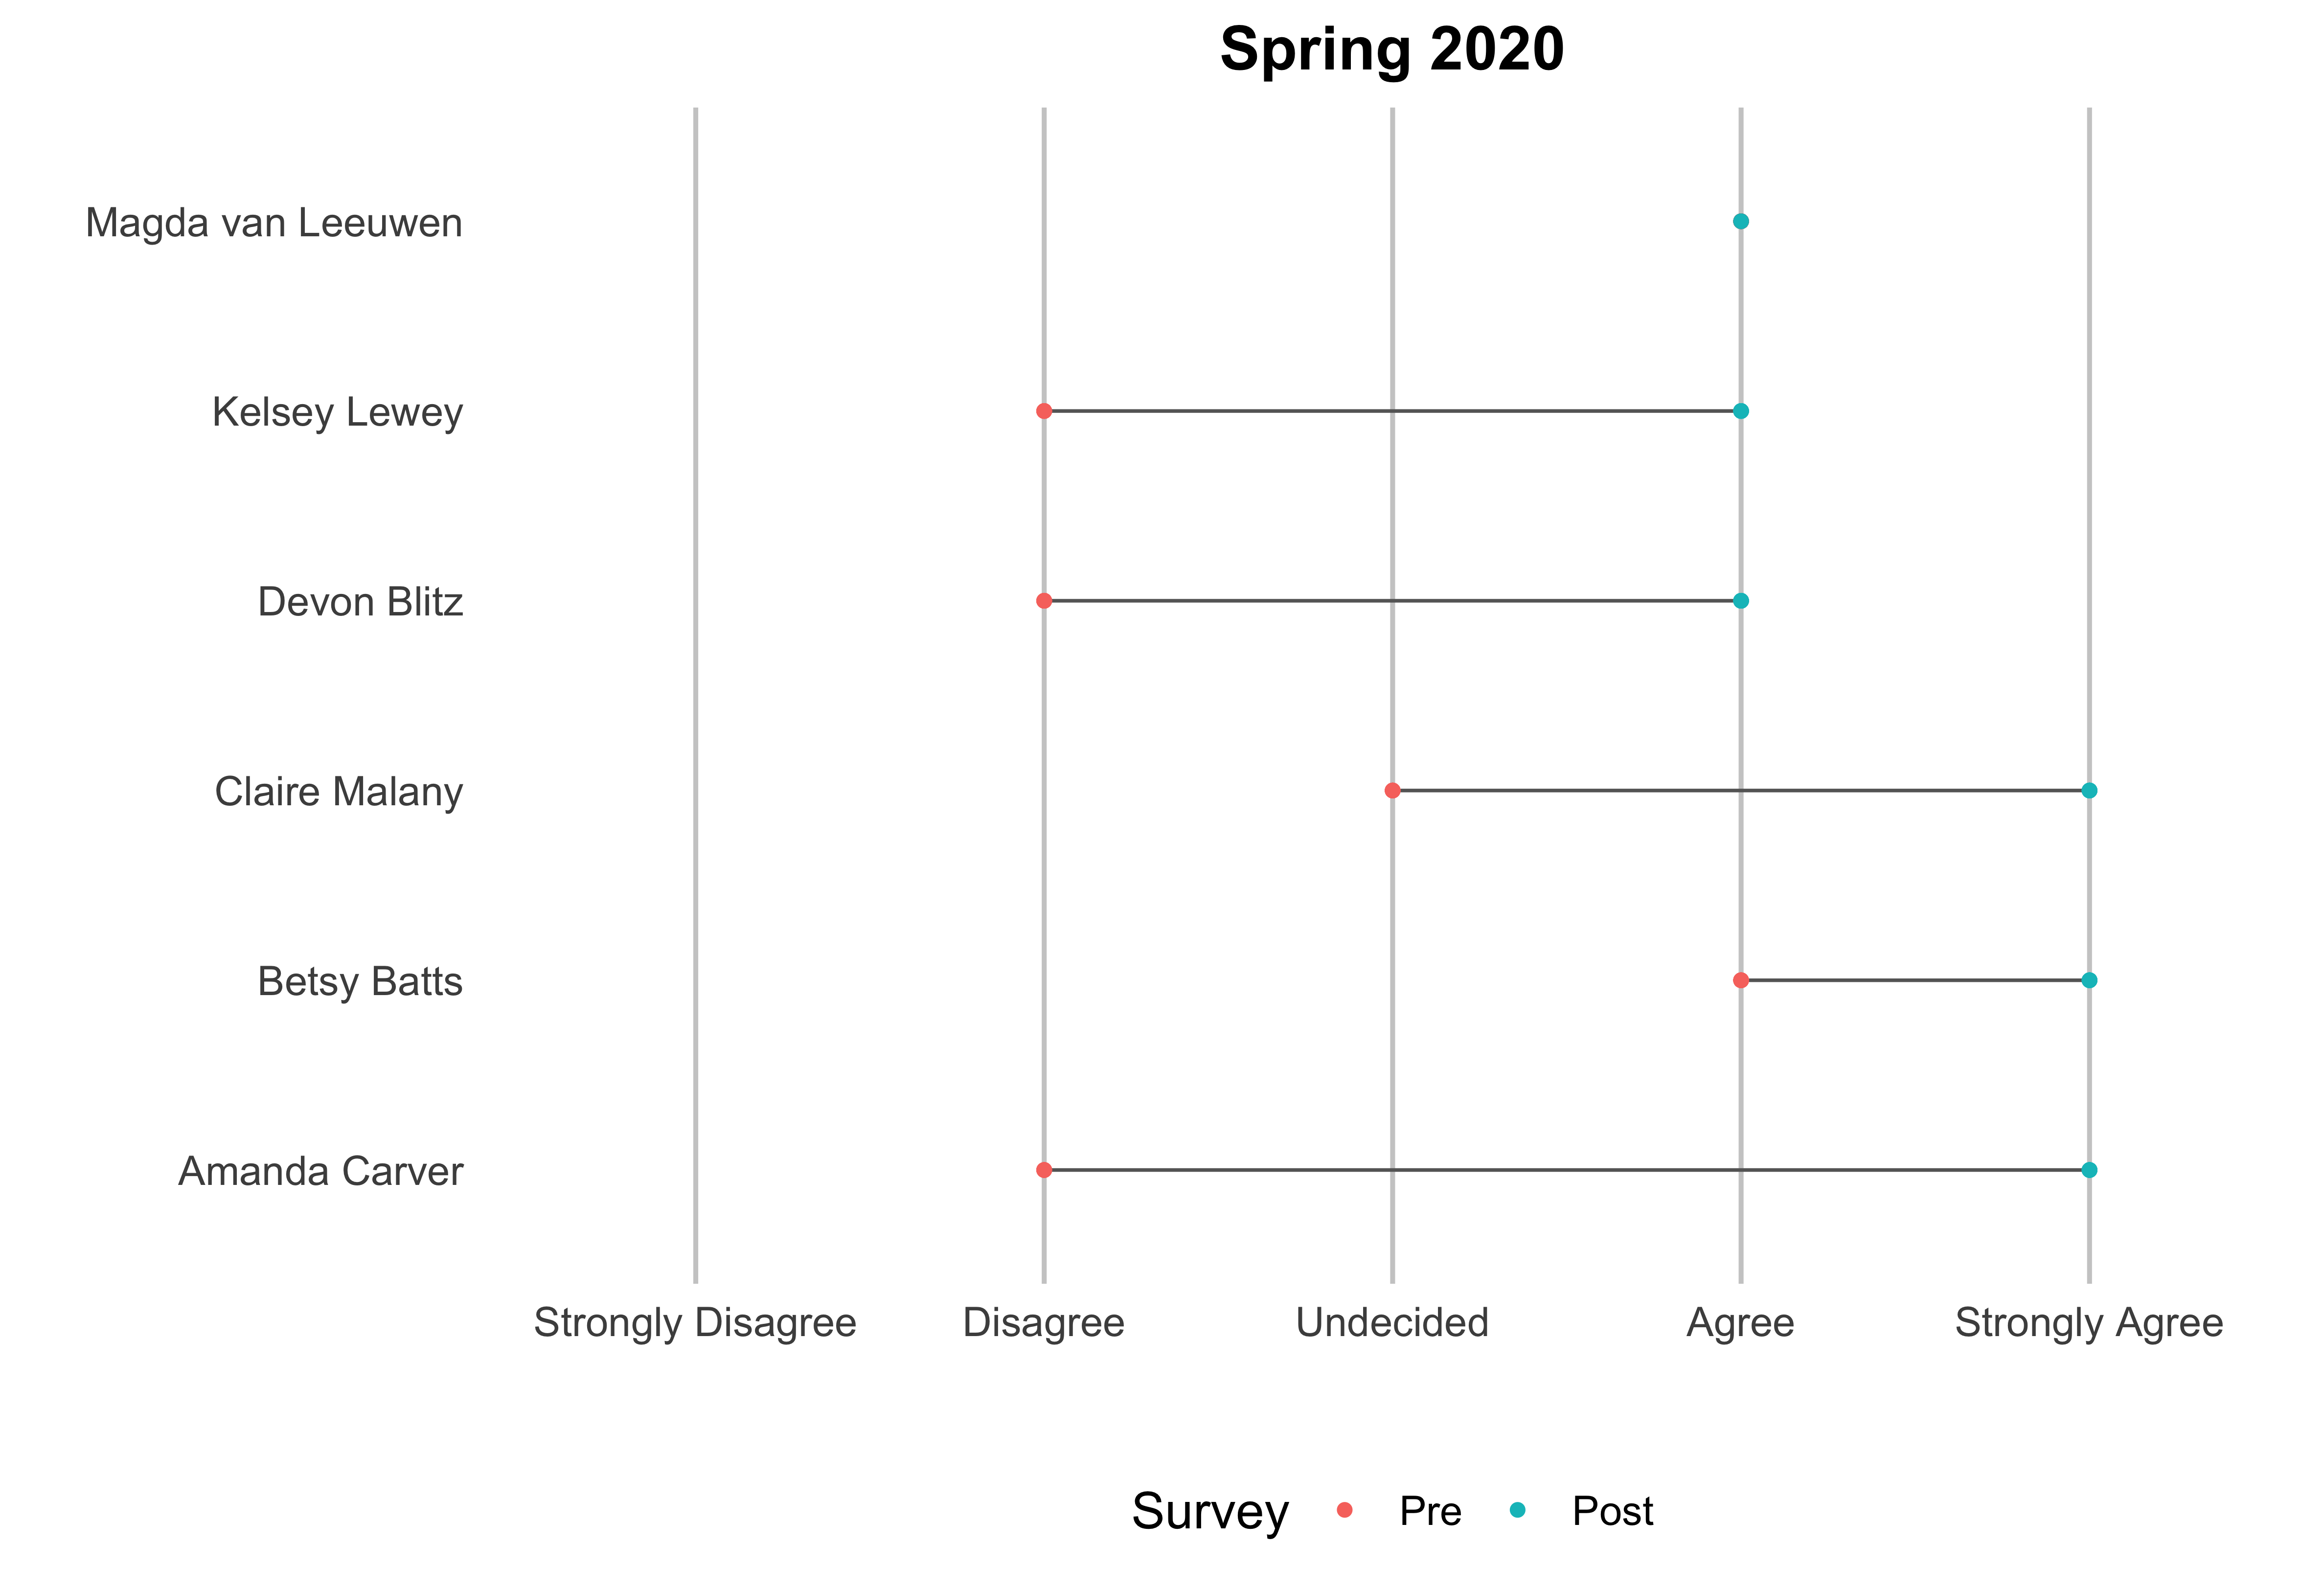 Spring 2020
Magda van Leeuwen
Kelsey Lewey
Devon Blitz
Claire Malany
Betsy Batts
Amanda Carver
Strongly Disagree Disagree Undecided Agree Strongly Agree
Survey Pre Post